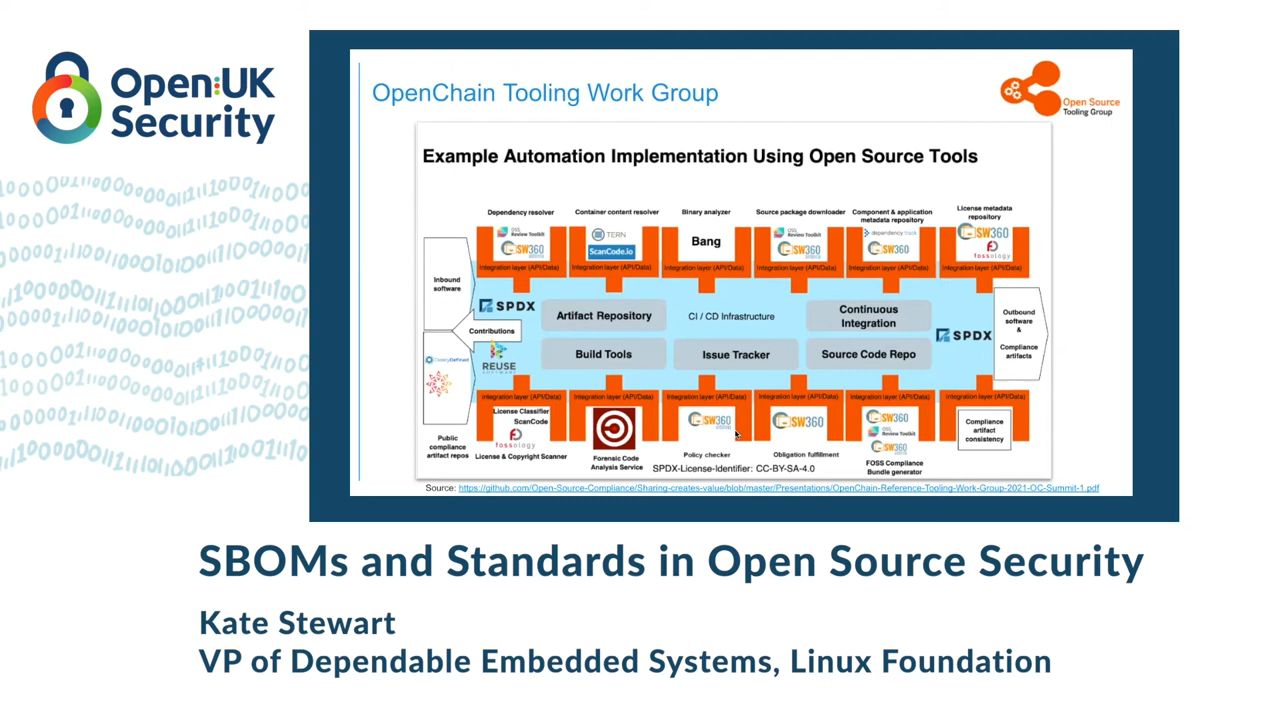 Open:UK
Security
OpenChain Tooling Work Group
Open Source
Tooling Group
Example Automation Implementation Using Open Source Tools
Dependency resolver
Container content resolver
Binary analyzer
Source package downloader
Component & application
metadata repository
License metadata
repository
OSS
Review Toolkit
SW360
TERN
ScanCode.io
Bang
OSS
Review Toolkit
SW360
dependency track
SW360
SW360
fossology
Integration layer (API/Data)
Integration layer (API/Data)
Integration layer (API/Data)
Integration layer (API/Data)
Integration layer (API/Data)
Integration layer (API/Data)
Inbound
software
Contributions
SPDX
REUSE
SOFTWARE
Artifact Repository
CI / CD Infrastructure
Continuous
Integration
Build Tools
Issue Tracker
Source Code Repo
SPDX
Outbound
software
&
Compliance
artifacts
ClearlyDefined
Public
compliance
artifact repos
Integration layer (API/Data)
Integration layer (API/Data)
Integration layer (API/Data)
Integration layer (API/Data)
Integration layer (API/Data)
Integration layer (API/Data)
License Classifier
ScanCode
fossology
License & Copyright Scanner
Forensic Code
Analysis Service
SW360
Policy checker
SW360
Obligation fulfillment
SW360
OSS
Review Toolkit
SW360
FOSS Compliance
Bundle generator
Compliance
artifact
consistency
SPDX-License-Identifier: CC-BY-SA-4.0
Source: https://github.com/Open-Source-Compliance/Sharing-creates-value/blob/master/Presentations/OpenChain-Reference-Tooling-Work-Group-2021-OC-Summit-1.pdf
SBOMs and Standards in Open Source Security
Kate Stewart
VP of Dependable Embedded Systems, Linux Foundation